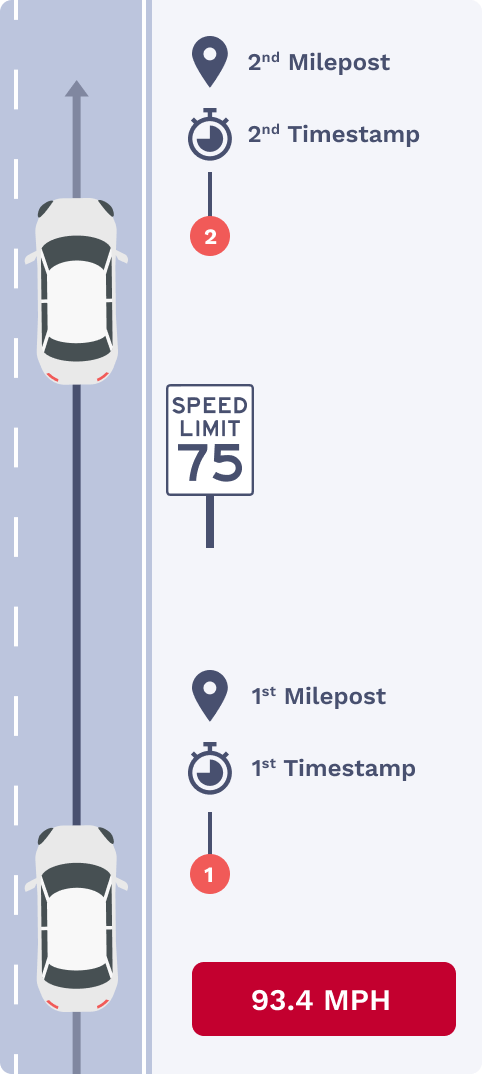 2nd Milepost
2nd Timestamp
2
SPEED
LIMIT
75
1st Milepost
1st Timestamp
1
93.4 MPH